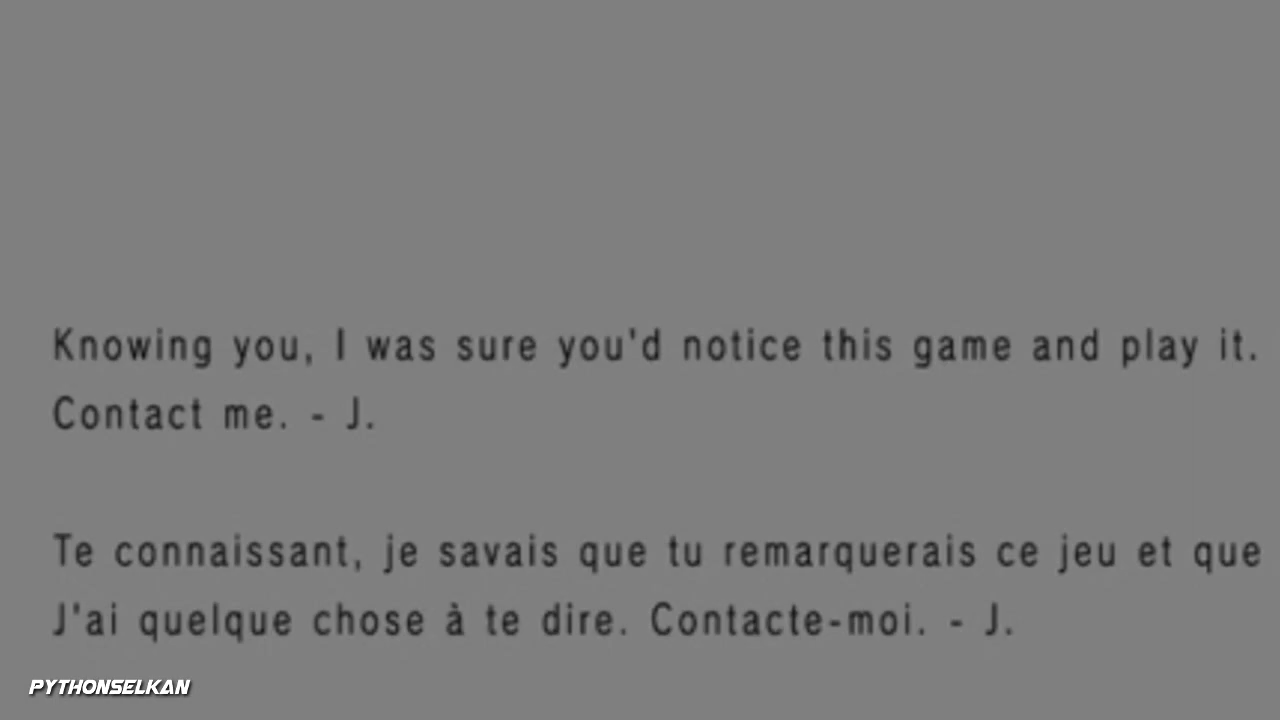 Knowing you, I was sure you'd notice this game and play it.
Contact me. - J.
Te connaissant, je savais que tu remarquerais ce jeu et que
J'ai quelque chose à te dire. Contacte-moi. - J.
PYTHONSELKAN